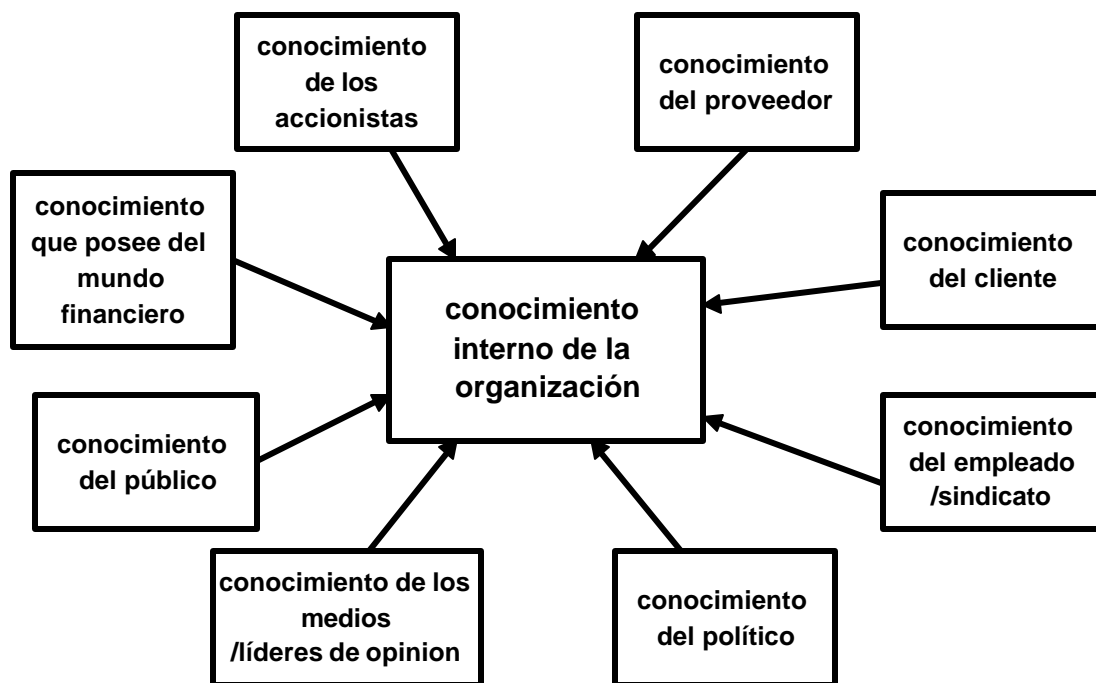 conocimiento
de los
accionistas
conocimiento
del proveedor
conocimiento
que posee del
mundo
financiero
conocimiento
del cliente
conocimiento
interno de la
organización
conocimiento
del público
conocimiento
del empleado
/sindicato
conocimiento de los
medios
/líderes de opinion
conocimiento
del político